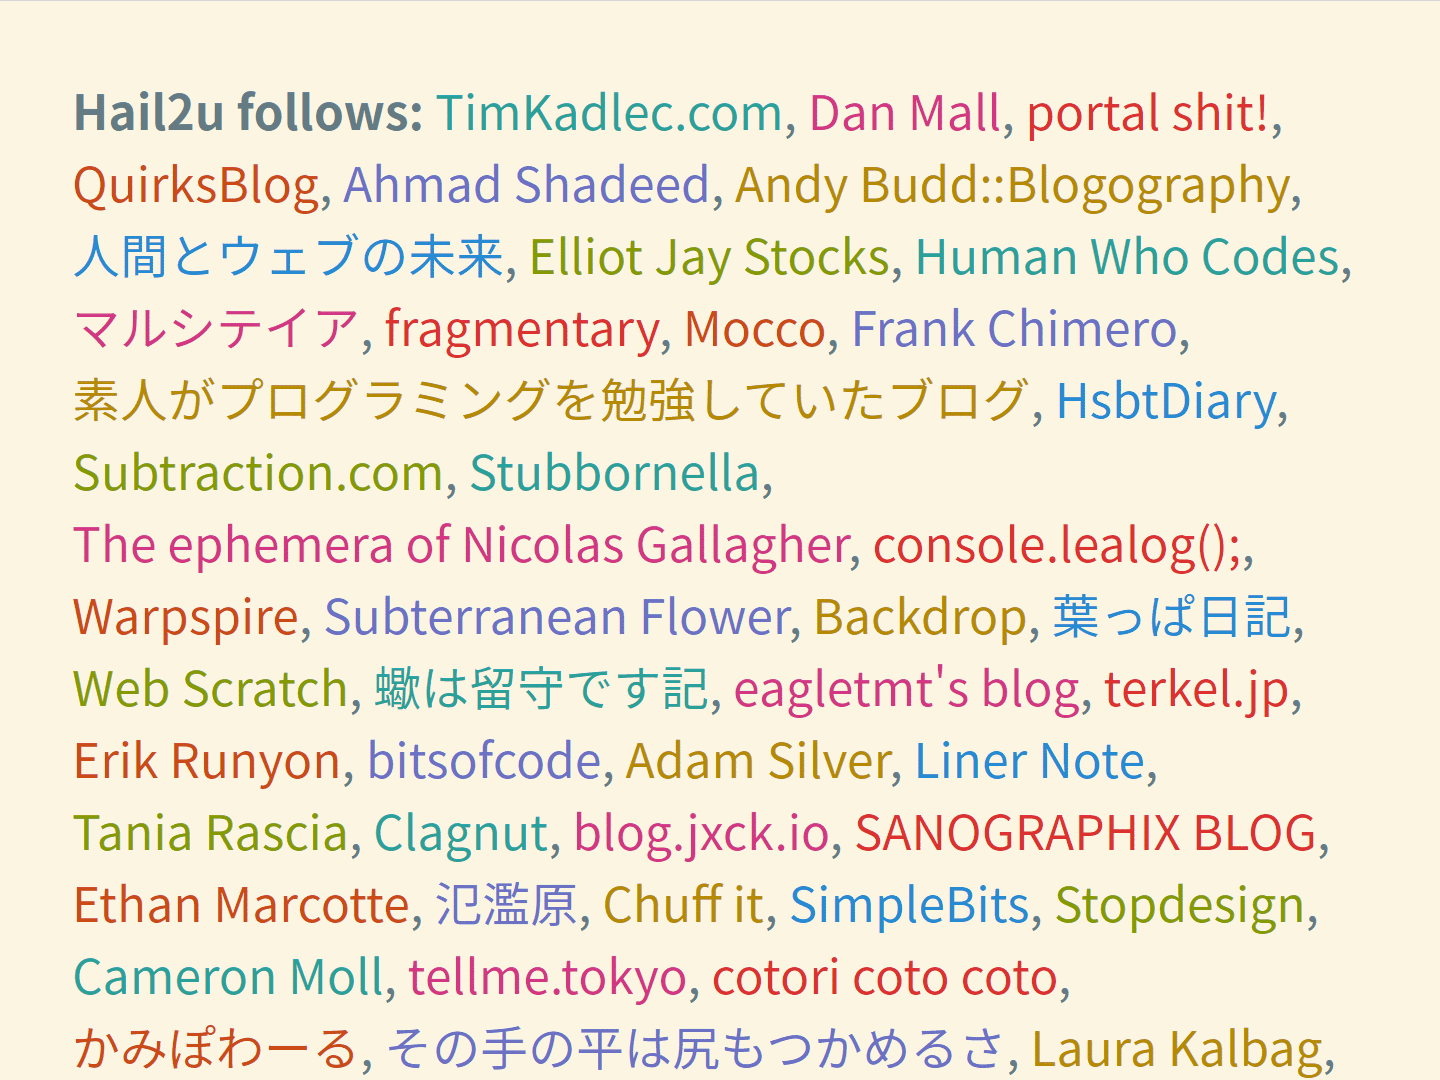 Hail2u follows: TimKadlec.com, Dan Mall, portal shit!,
QuirksBlog, Ahmad Shadeed, Andy Budd::Blogography,
人間とウェブの未来, Elliot Jay Stocks, Human Who Codes,
マルシテイア, fragmentary, Mocco, Frank Chimero,
素人がプログラミングを勉強していたブログ, HsbtDiary,
Subtraction.com, Stubbornella,
The ephemera of Nicolas Gallagher, console.lealog();,
Warpspire, Subterranean Flower, Backdrop, 葉っぱ日記,
Web Scratch, 蠍は留守です記, eagletmt's blog, terkel.jp,
Erik Runyon, bitsofcode, Adam Silver, Liner Note,
Tania Rascia, Clagnut, blog.jxck.io, SANOGRAPHIX BLOG,
Ethan Marcotte, 氾濫原, Chuff it, SimpleBits, Stopdesign,
Cameron Moll, tellme.tokyo, cotori coto coto,
かみぽわーる, その手の平は尻もつかめるさ, Laura Kalbag,